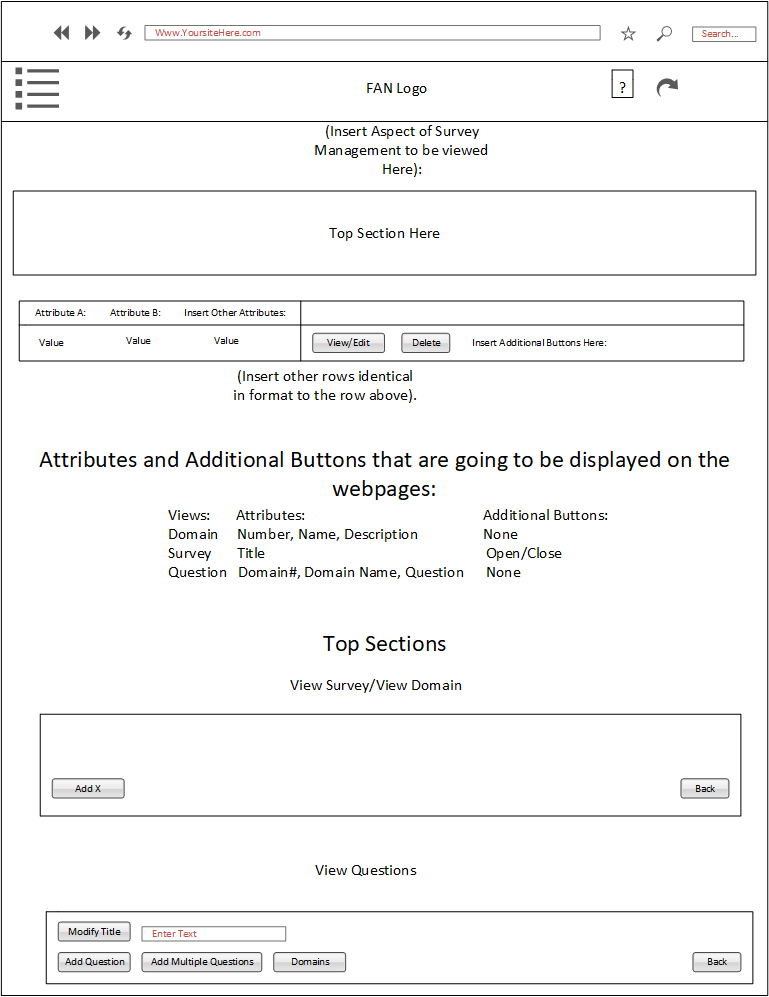 Www.YoursiteHere.com
Search...
FAN Logo
?
(Insert Aspect of Survey
Management to be viewed
Here):
Top Section Here
Attribute A: Attribute B: Insert Other Attributes:
Value Value Value View/Edit Delete Insert Additional Buttons Here:
(Insert other rows identical
in format to the row above).
Attributes and Additional Buttons that are going to be displayed on the
webpages:
Views: Attributes: Additional Buttons:
Domain Number, Name, Description None
Survey Title Open/Close
Question Domain#, Domain Name, Question None
Top Sections
View Survey/View Domain
Add X Back
View Questions
Modify Title Enter Text
Add Question Add Multiple Questions Domains Back